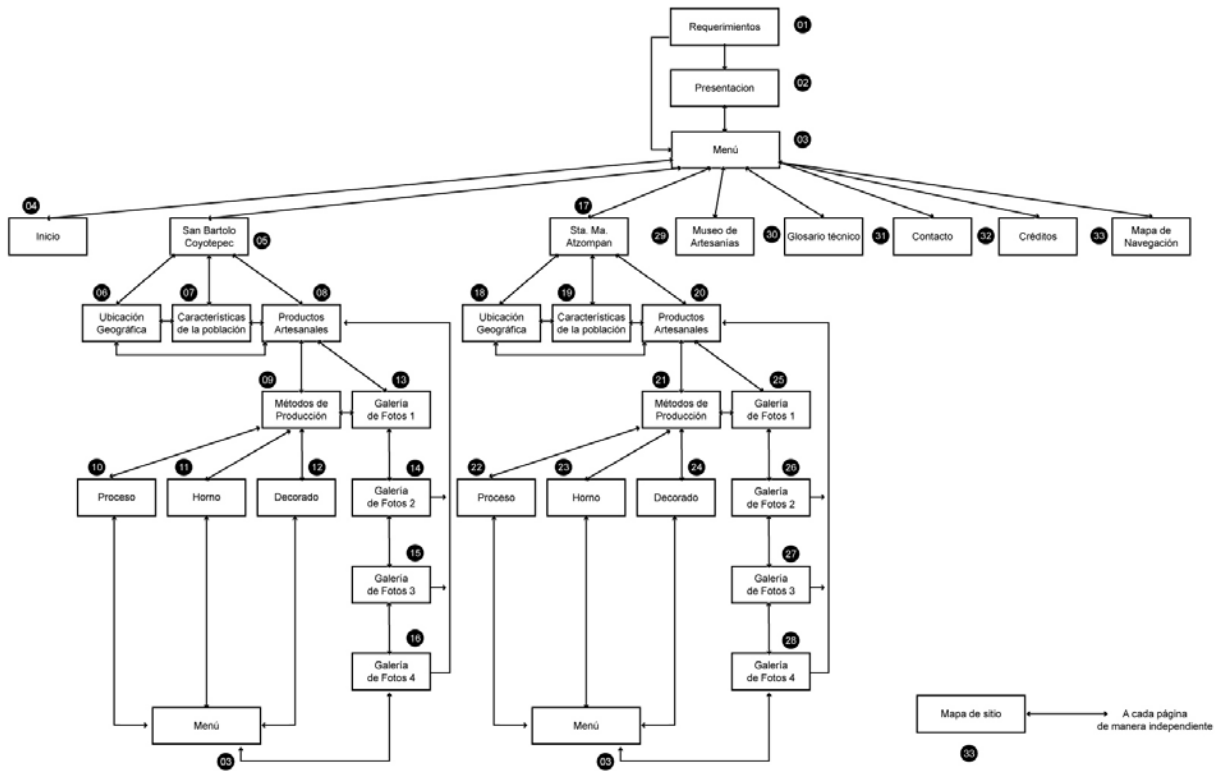 Requerimientos
01
Presentacion
02
Menú
03
04
Inicio
San Bartolo
Coyotepec
05
17
Sta. Ma.
Atzompan
29
Museo de
Artesanías
30
Glosario técnico
31
Contacto
32
Créditos
33
Mapa de
Navegación
06
Ubicación
Geográfica
07
Características
de la población
08
Productos
Artesanales
18
Ubicación
Geográfica
19
Características
de la población
20
Productos
Artesanales
09
Métodos de
Producción
13
Galería
de Fotos 1
21
Métodos de
Producción
25
Galería
de Fotos 1
10
Proceso
11
Horno
12
Decorado
14
Galería
de Fotos 2
22
Proceso
23
Horno
24
Decorado
26
Galería
de Fotos 2
15
Galería
de Fotos 3
27
Galería
de Fotos 3
16
Galería
de Fotos 4
28
Galería
de Fotos 4
Menú
03
Menú
03
Mapa de sitio
33
A cada página
de manera independiente